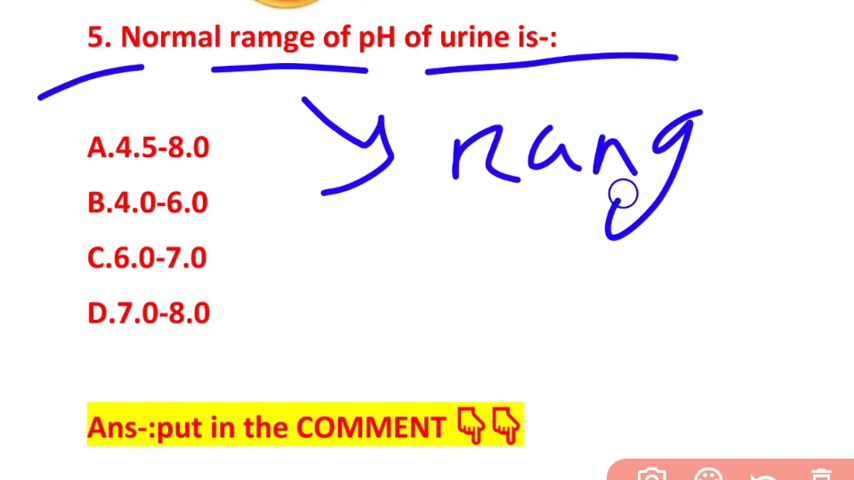 5. Normal ramge of pH of urine is-:
Rang
A.4.5-8.0
B.4.0-6.0
C.6.0-7.0
D.7.0-8.0
Ans-:put in the COMMENT 👇👇